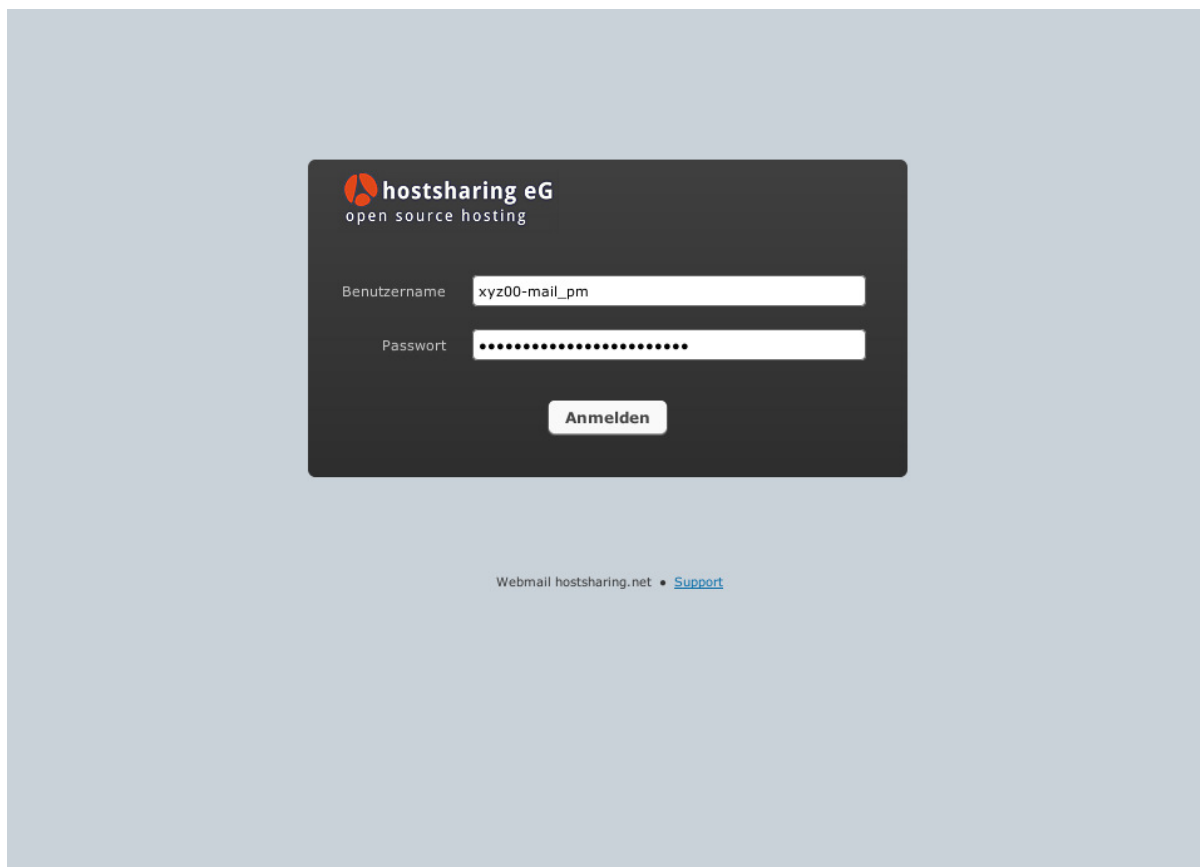 hostsharing eG
open source hosting
Benutzername xyz00-mail_pm
Passwort ••••••••••••••••••••••••
Anmelden
Webmail hostsharing.net • Support